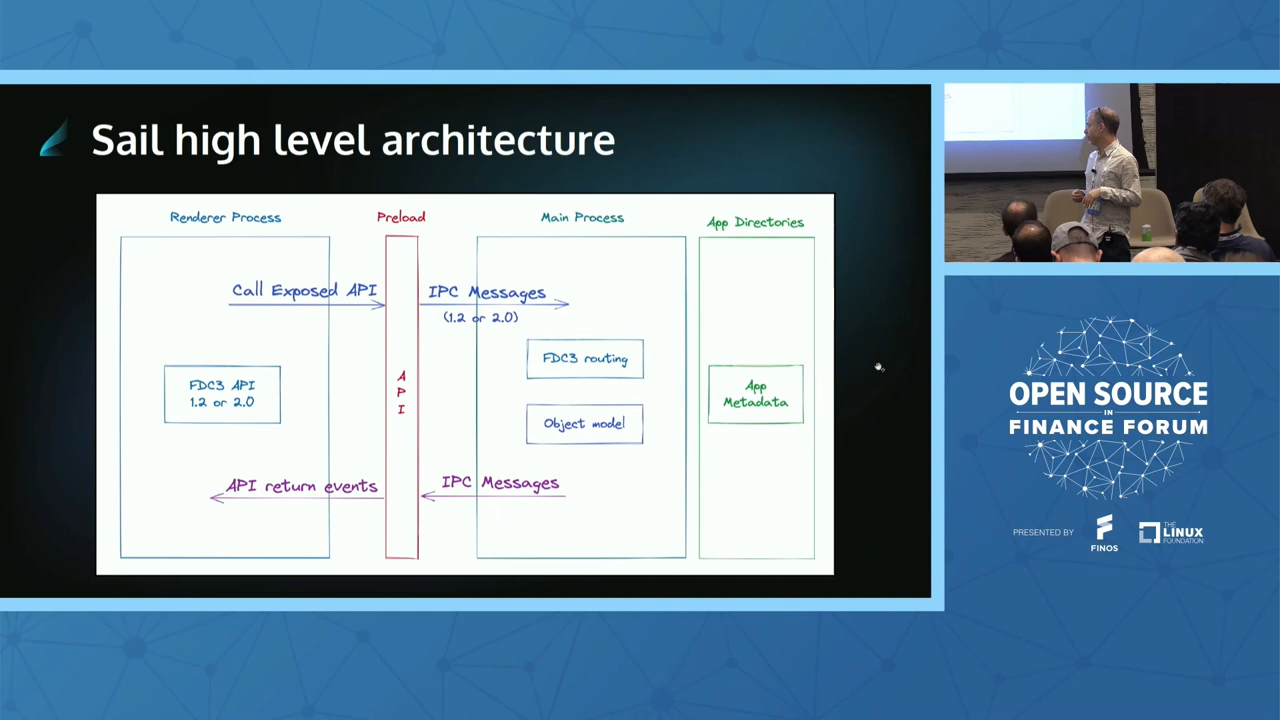 Sail high level architecture
Renderer Process
Preload
Main Process
App Directories
Call Exposed API
IPC Messages
(1.2 or 2.0)
FDC3 API
1.2 or 2.0
A
P
I
FDC3 routing
Object model
App
Metadata
API return events
IPC Messages
OPEN SOURCE
IN
FINANCE FORUM
PRESENTED BY
FINOS
THE
LINUX
FOUNDATION